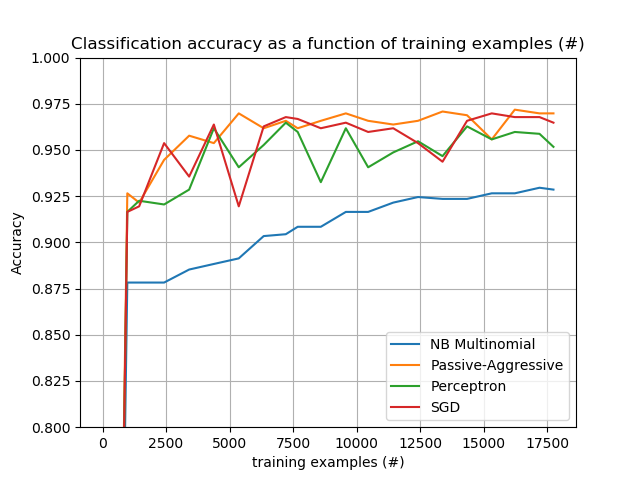 Classification accuracy as a function of training examples (#)
1.000
0.975
0.950
0.925
0.900
0.875
0.850
0.825
0.800
Accuracy
NB Multinomial
Passive-Aggressive
Perceptron
SGD
0 2500 5000 7500 10000 12500 15000 17500
training examples (#)